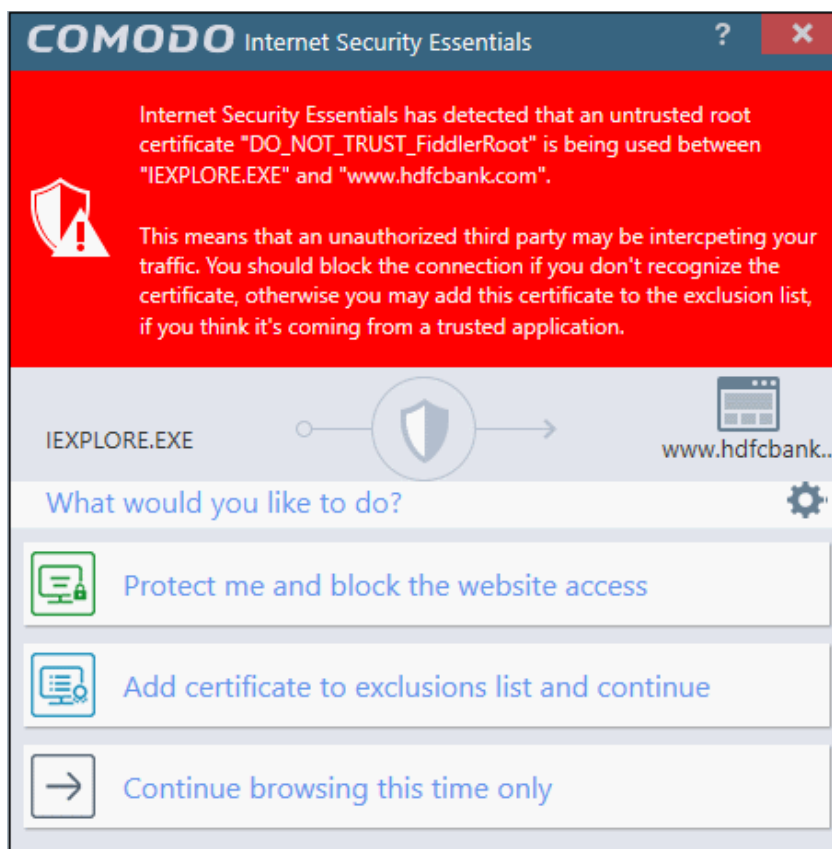 COMODO Internet Security Essentials ?
Internet Security Essentials has detected that an untrusted root
certificate "DO_NOT_TRUST_FiddlerRoot" is being used between
"IEXPLORE.EXE" and "www.hdfcbank.com".
This means that an unauthorized third party may be intercpeting your
traffic. You should block the connection if you don't recognize the
certificate, otherwise you may add this certificate to the exclusion list,
if you think it's coming from a trusted application.
IEXPLORE.EXE
www.hdfcbank..
What would you like to do?
Protect me and block the website access
Add certificate to exclusions list and continue
Continue browsing this time only